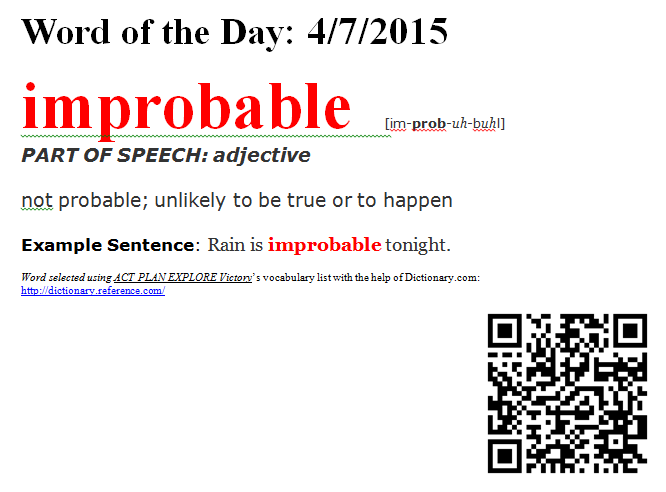 Word of the Day: 4/7/2015
improbable [im-prob-uh-buhl]
PART OF SPEECH: adjective
not probable; unlikely to be true or to happen
Example Sentence: Rain is improbable tonight.
Word selected using ACT PLAN EXPLORE Victory's vocabulary list with the help of Dictionary.com:
http://dictionary.reference.com/